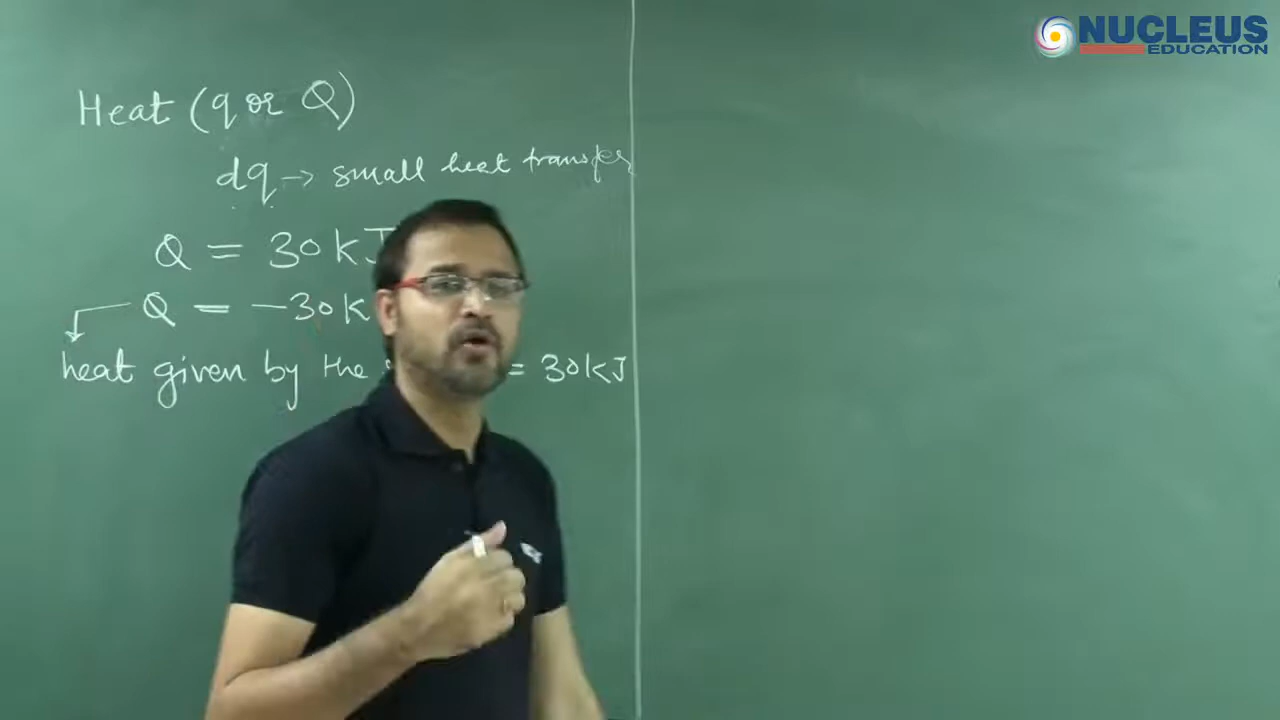 NUCLEUS
EDUCATION
Heat (q or Q)
dq → small heat transfer
Q = 30 kJ
Q = -30 k
heat given by the = 30 kJ